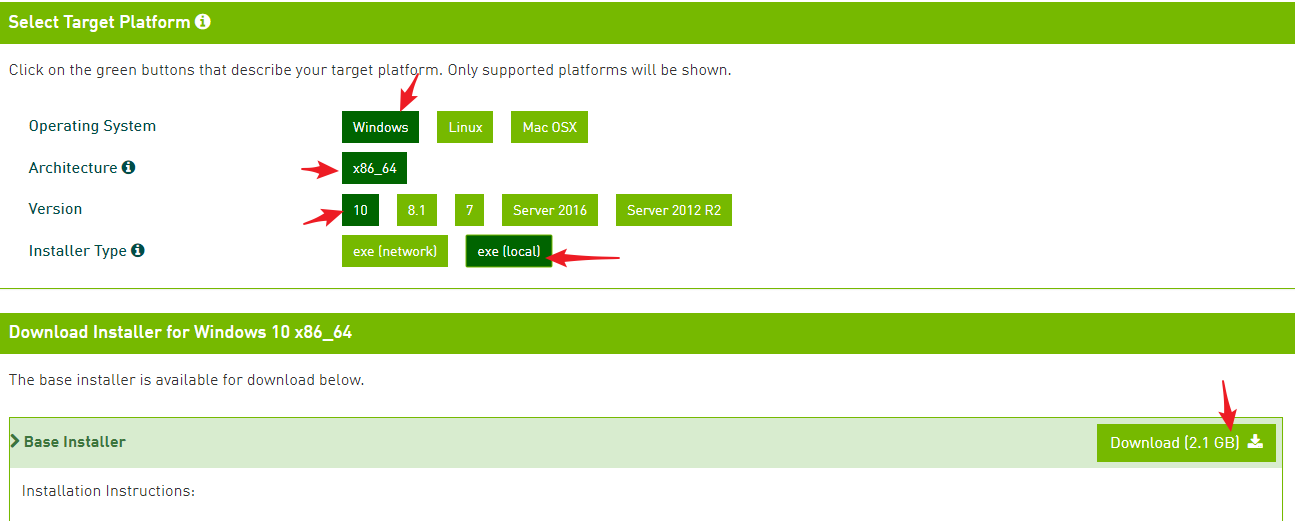 Select Target Platform
Click on the green buttons that describe your target platform. Only supported platforms will be shown.
Operating System Windows Linux Mac OSX
Architecture x86_64
Version 10 8.1 7 Server 2016 Server 2012 R2
Installer Type exe (network) exe (local)
Download Installer for Windows 10 x86_64
The base installer is available for download below.
Base Installer Download (2.1 GB)
Installation Instructions: